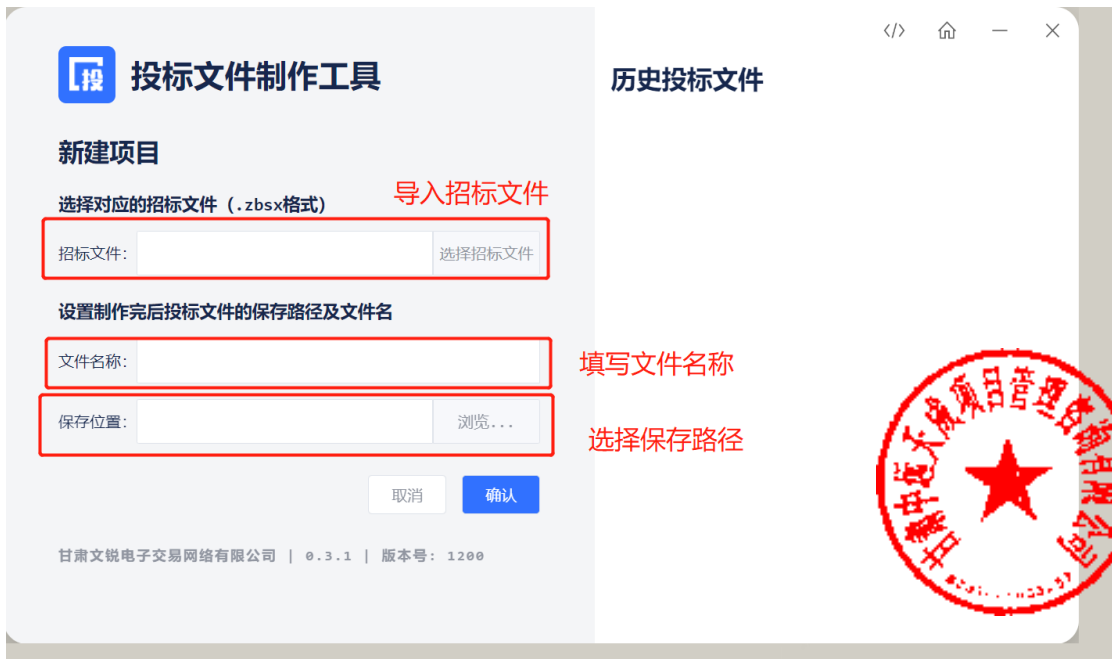 投
投标文件制作工具
新建项目
选择对应的招标文件（.zbsx格式）
导入招标文件
招标文件：
选择招标文件
设置制作完后投标文件的保存路径及文件名
文件名称：
填写文件名称
保存位置：
浏览...
选择保存路径
取消
确认
甘肃文锐电子交易网络有限公司 | 0.3.1 | 版本号: 1200
</>
历史投标文件